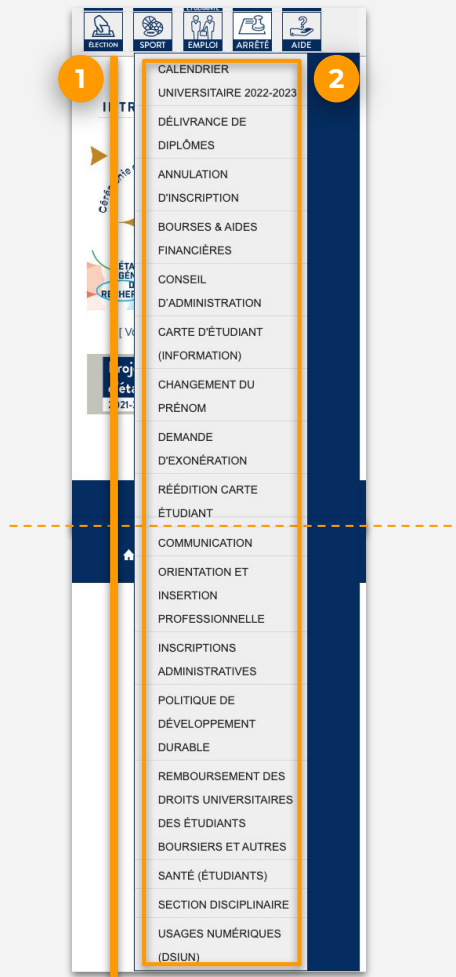 ÉLECTION
SPORT
EMPLOI
ARRÊTÉ
AIDE
1
2
CALENDRIER
UNIVERSITAIRE 2022-2023
DÉLIVRANCE DE
DIPLÔMES
ANNULATION
D'INSCRIPTION
BOURSES & AIDES
FINANCIÈRES
CONSEIL
D'ADMINISTRATION
CARTE D'ÉTUDIANT
(INFORMATION)
CHANGEMENT DU
PRÉNOM
DEMANDE
D'EXONÉRATION
RÉÉDITION CARTE
ÉTUDIANT
COMMUNICATION
ORIENTATION ET
INSERTION
PROFESSIONNELLE
INSCRIPTIONS
ADMINISTRATIVES
POLITIQUE DE
DÉVELOPPEMENT
DURABLE
REMBOURSEMENT DES
DROITS UNIVERSITAIRES
DES ÉTUDIANTS
BOURSIERS ET AUTRES
SANTÉ (ÉTUDIANTS)
SECTION DISCIPLINAIRE
USAGES NUMÉRIQUES
(DSIUN)